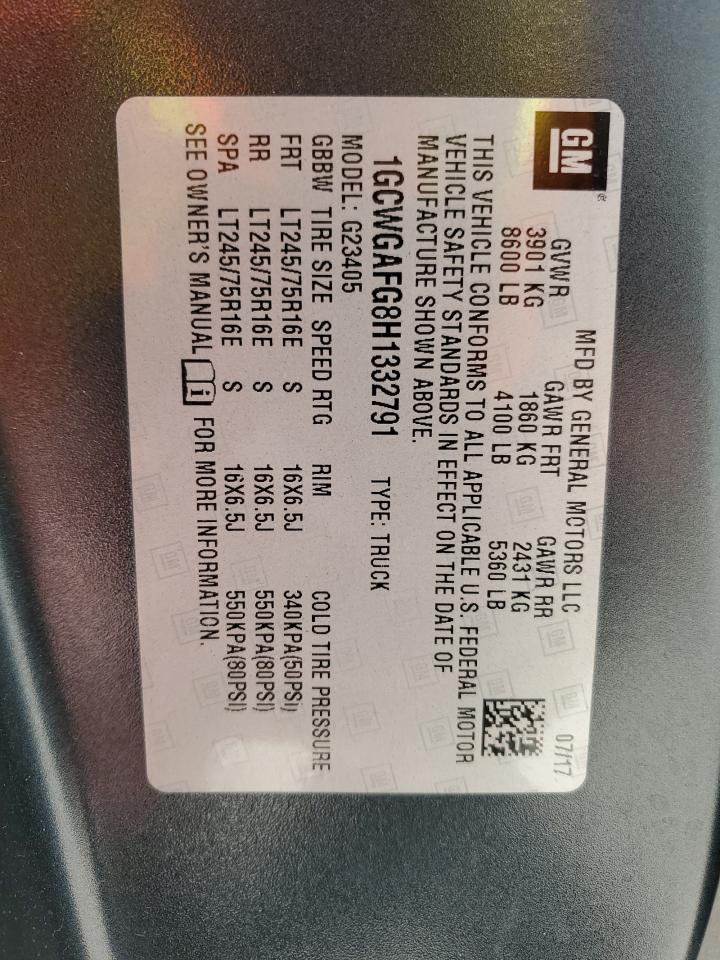 GM®
MFD BY GENERAL MOTORS LLC 07/17
GVWR GAWR FRT GAWR RR
3901 KG 1860 KG 2431 KG
8600 LB 4100 LB 5360 LB
THIS VEHICLE CONFORMS TO ALL APPLICABLE U.S. FEDERAL MOTOR
VEHICLE SAFETY STANDARDS IN EFFECT ON THE DATE OF
MANUFACTURE SHOWN ABOVE.
1GCWGAFG8H1332791 TYPE: TRUCK
MODEL: G23405
GBBW TIRE SIZE SPEED RTG RIM COLD TIRE PRESSURE
FRT LT245/75R16E S 16X6.5J 340KPA(50PSI)
RR LT245/75R16E S 16X6.5J 550KPA(80PSI)
SPA LT245/75R16E S 16X6.5J 550KPA(80PSI)
SEE OWNER'S MANUAL i FOR MORE INFORMATION.